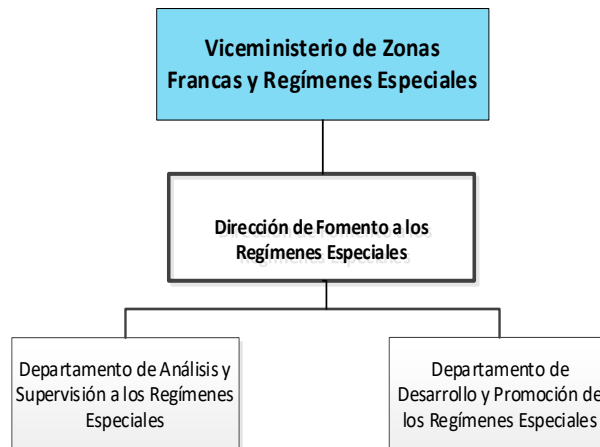 Viceministerio de Zonas
Francas y Regímenes Especiales
Dirección de Fomento a los
Regímenes Especiales
Departamento de Análisis y
Supervisión a los Regímenes
Especiales
Departamento de
Desarrollo y Promoción de
los Regímenes Especiales